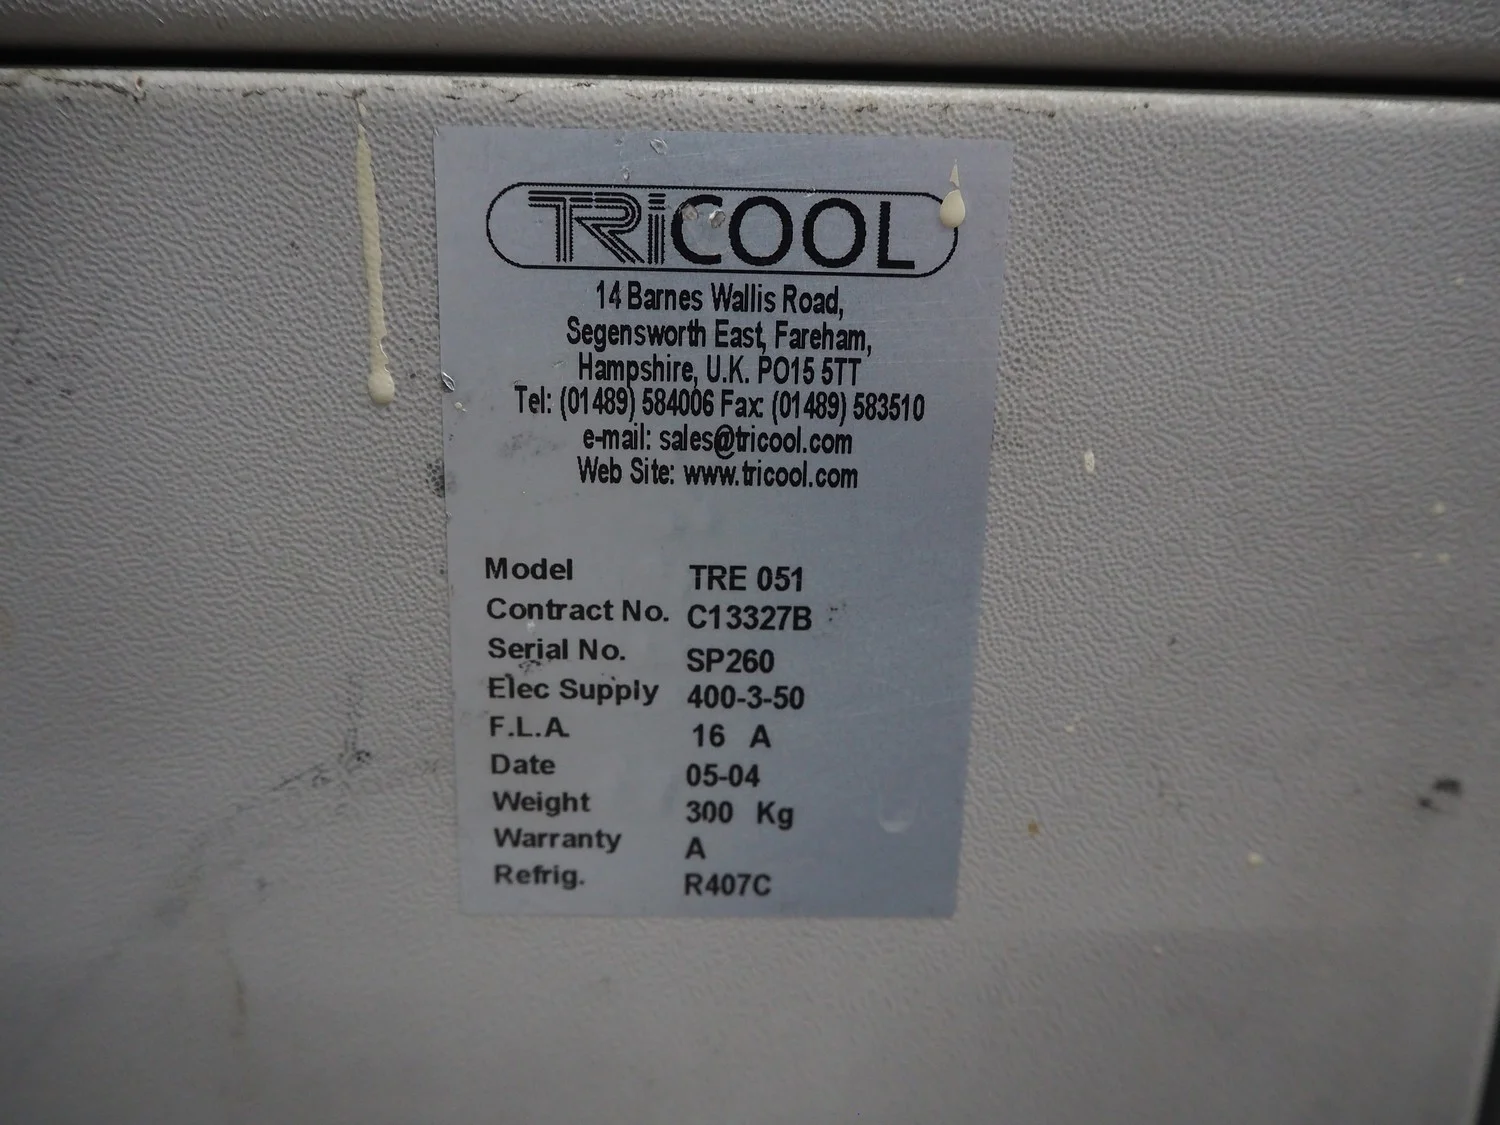 TRiCOOL
14 Barnes Wallis Road,
Segensworth East, Fareham,
Hampshire, U.K. PO15 5TT
Tel: (01489) 584006 Fax: (01489) 583510
e-mail: sales@tricool.com
Web Site: www.tricool.com
Model TRE 051
Contract No. C13327B
Serial No. SP260
Elec Supply 400-3-50
F.L.A. 16 A
Date 05-04
Weight 300 Kg
Warranty A
Refrig. R407C